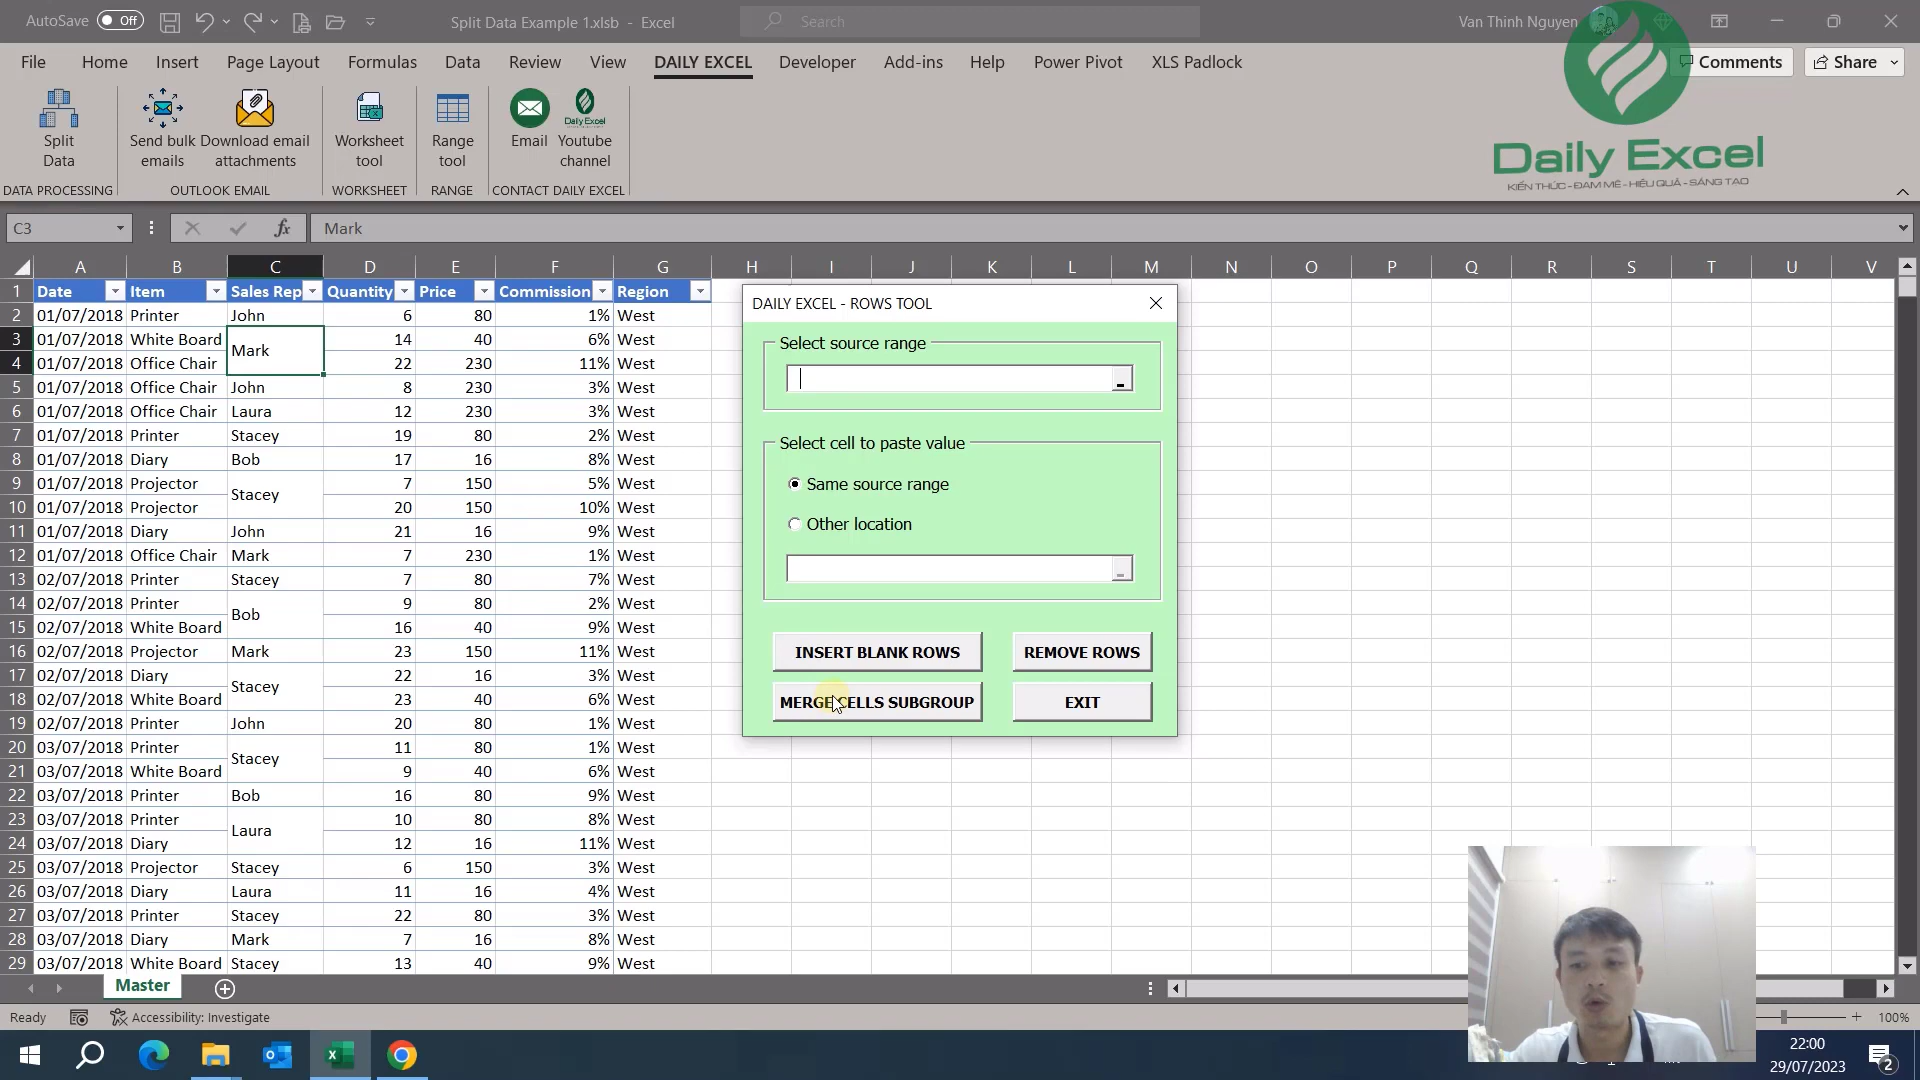 AutoSave Off Split Data Example 1.xlsb - Excel Search Van Thinh Nguyen
File Home Insert Page Layout Formulas Data Review View DAILY EXCEL Developer Add-ins Help Power Pivot XLS Padlock Comments Share
Split Data
Send bulk emails
Download email attachments
Worksheet tool
Range tool
Email
Daily Excel
Youtube channel
DATA PROCESSING OUTLOOK EMAIL WORKSHEET RANGE CONTACT DAILY EXCEL
Daily Excel
KIẾN THỨC - ĐAM MÊ - HIỆU QUẢ - SÁNG TẠO
C3 fx Mark
A B C D E F G H I J K L M N O P Q R S T U V
1 Date Item Sales Rep Quantity Price Commission Region
2 01/07/2018 Printer John 6 80 1% West
3 01/07/2018 White Board Mark 14 40 6% West
4 01/07/2018 Office Chair 22 230 11% West
5 01/07/2018 Office Chair John 8 230 3% West
6 01/07/2018 Office Chair Laura 12 230 3% West
7 01/07/2018 Printer Stacey 19 80 2% West
8 01/07/2018 Diary Bob 17 16 8% West
9 01/07/2018 Projector Stacey 7 150 5% West
10 01/07/2018 Projector 20 150 10% West
11 01/07/2018 Diary John 21 16 9% West
12 01/07/2018 Office Chair Mark 7 230 1% West
13 02/07/2018 Printer Stacey 7 80 7% West
14 02/07/2018 Printer Bob 9 80 2% West
15 02/07/2018 White Board 16 40 9% West
16 02/07/2018 Projector Mark 23 150 11% West
17 02/07/2018 Diary Stacey 22 16 3% West
18 02/07/2018 White Board 23 40 6% West
19 02/07/2018 Printer John 20 80 1% West
20 03/07/2018 Printer Stacey 11 80 1% West
21 03/07/2018 White Board 9 40 6% West
22 03/07/2018 Printer Bob 16 80 9% West
23 03/07/2018 Printer Laura 10 80 8% West
24 03/07/2018 Diary 12 16 11% West
25 03/07/2018 Projector Stacey 6 150 3% West
26 03/07/2018 Diary Laura 11 16 4% West
27 03/07/2018 Printer Stacey 22 80 3% West
28 03/07/2018 Diary Mark 7 16 8% West
29 03/07/2018 White Board Stacey 13 40 9% West
DAILY EXCEL - ROWS TOOL
Select source range
Select cell to paste value
Same source range
Other location
INSERT BLANK ROWS REMOVE ROWS
MERGE CELLS SUBGROUP EXIT
Master
Ready Accessibility: Investigate 100%
22:00
29/07/2023
2